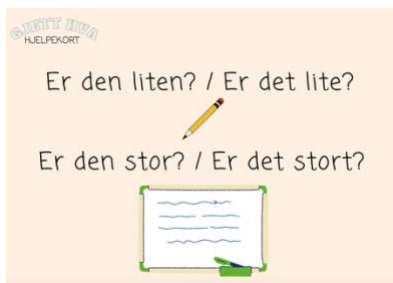 GJETT HVA
HJELPEKORT
Er den liten? / Er det lite?
Er den stor? / Er det stort?